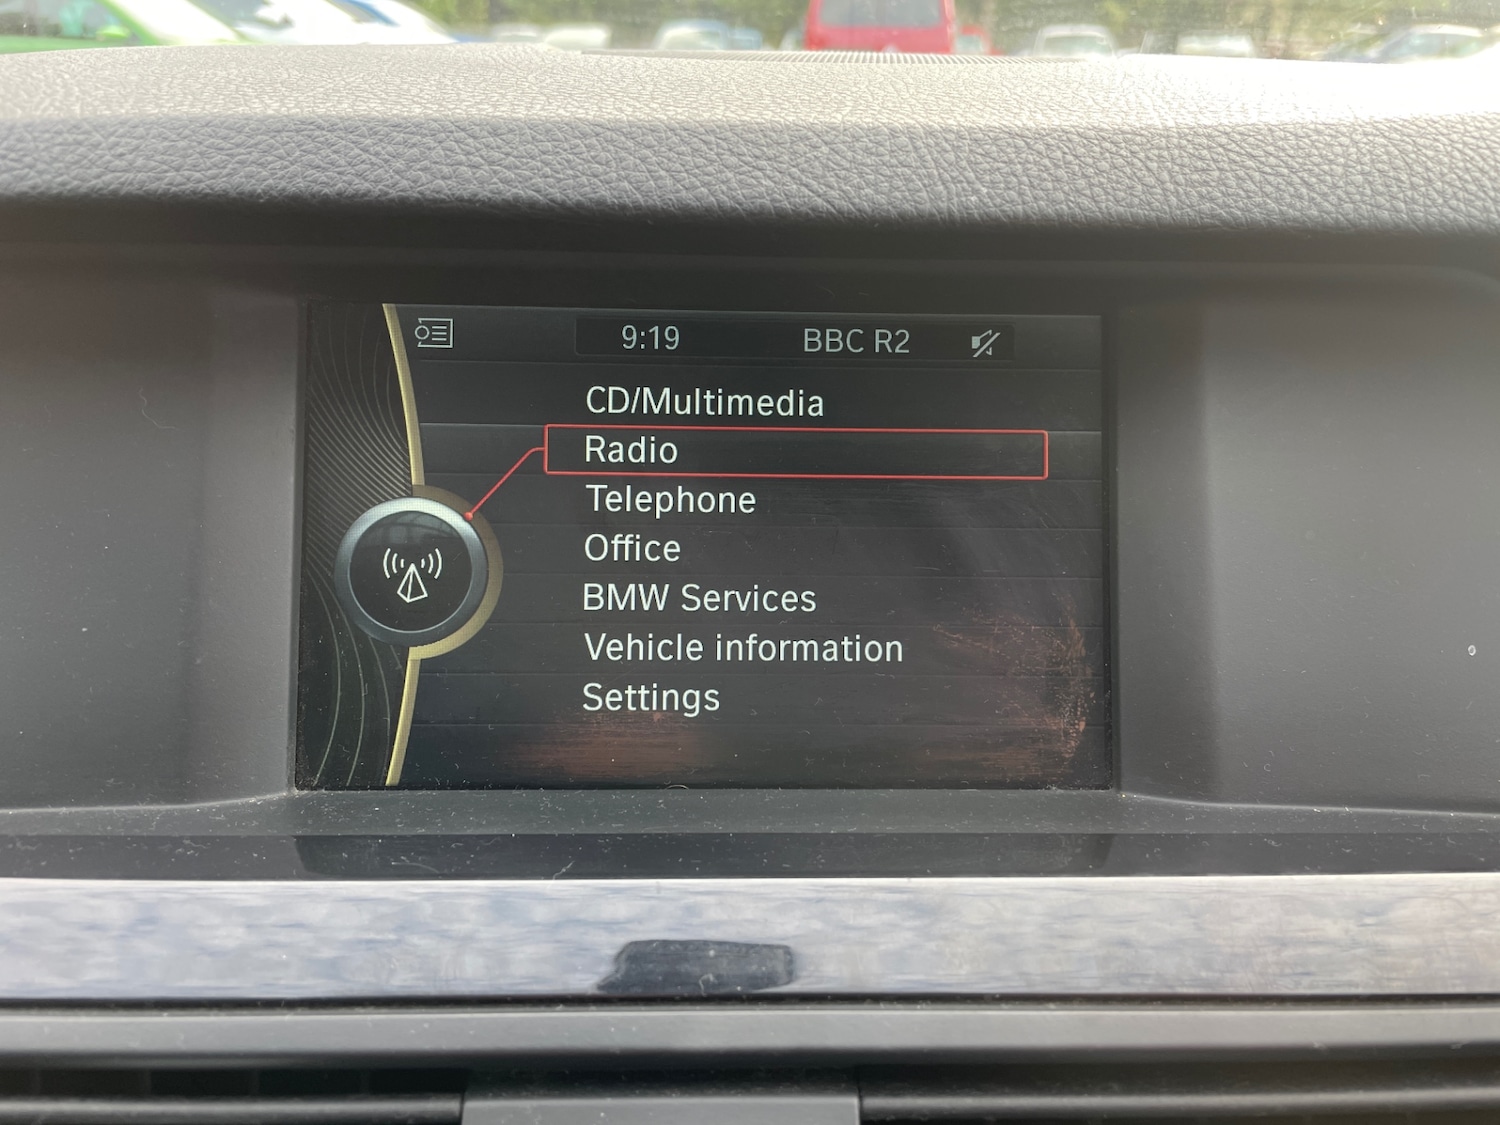 9:19 BBC R2
CD/Multimedia
Radio
Telephone
Office
BMW Services
Vehicle information
Settings